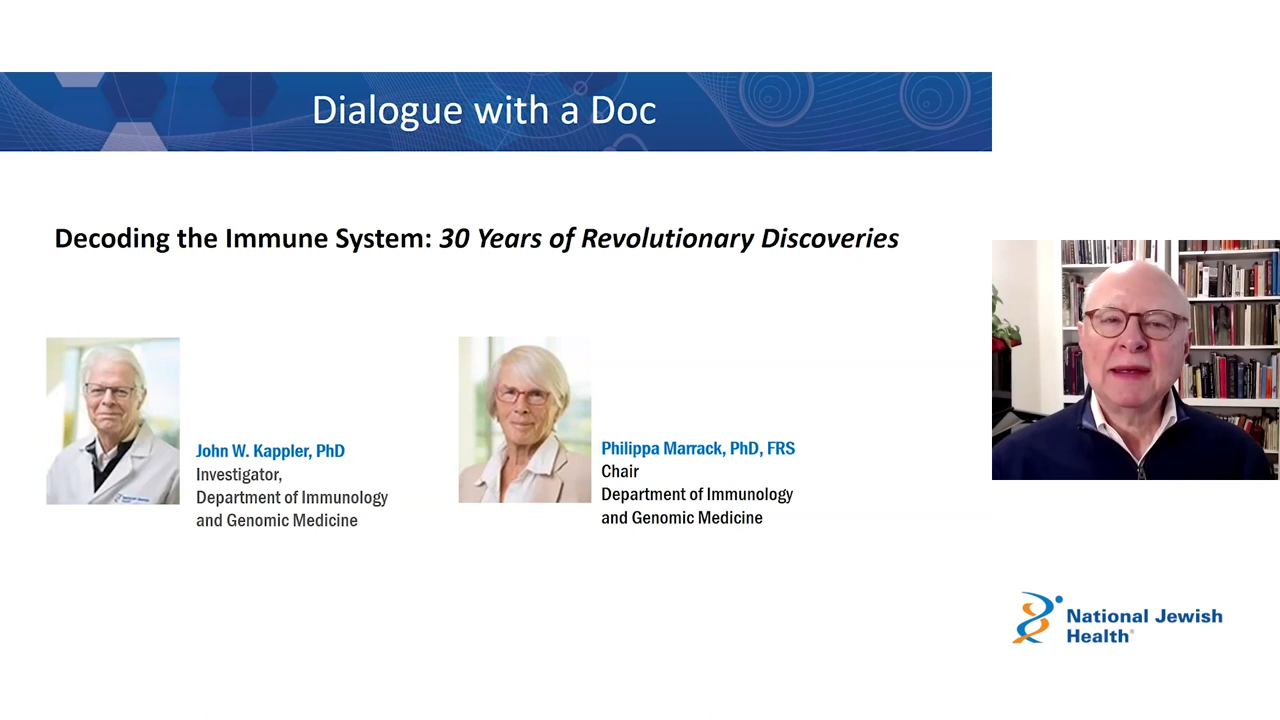 Dialogue with a Doc
Decoding the Immune System: 30 Years of Revolutionary Discoveries
John W. Kappler, PhD
Investigator,
Department of Immunology
and Genomic Medicine
Philippa Marrack, PhD, FRS
Chair
Department of Immunology
and Genomic Medicine
National Jewish
Health®